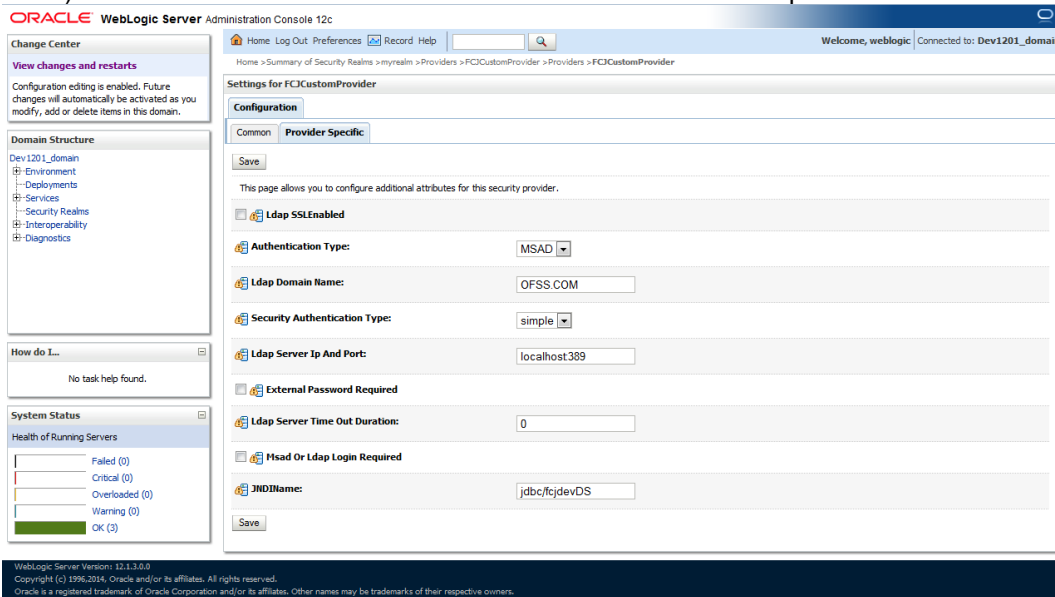 ORACLE WebLogic Server Administration Console 12c
Change Center
View changes and restarts
Configuration editing is enabled. Future
changes will automatically be activated as you
modify, add or delete items in this domain.
Domain Structure
Dev1201_domain
Environment
Deployments
Services
Security Realms
Interoperability
Diagnostics
How do I...
No task help found.
System Status
Health of Running Servers
Failed (0)
Critical (0)
Overloaded (0)
Warning (0)
OK (3)
Home Log Out Preferences Record Help
Welcome, weblogic Connected to: Dev1201_domai
Home >Summary of Security Realms >myrealm >Providers >FCJCustomProvider >Providers >FCJCustomProvider
Settings for FCJCustomProvider
Configuration
Common Provider Specific
Save
This page allows you to configure additional attributes for this security provider.
Ldap SSLEnabled
Authentication Type: MSAD
Ldap Domain Name: OFSS.COM
Security Authentication Type: simple
Ldap Server Ip And Port: localhost:389
External Password Required
Ldap Server Time Out Duration: 0
Msad Or Ldap Login Required
JNDIName: jdbc/fcjdevDS
Save
WebLogic Server Version: 12.1.3.0.0
Copyright (c) 1996,2014, Oracle and/or its affiliates. All rights reserved.
Oracle is a registered trademark of Oracle Corporation and/or its affiliates. Other names may be trademarks of their respective owners.